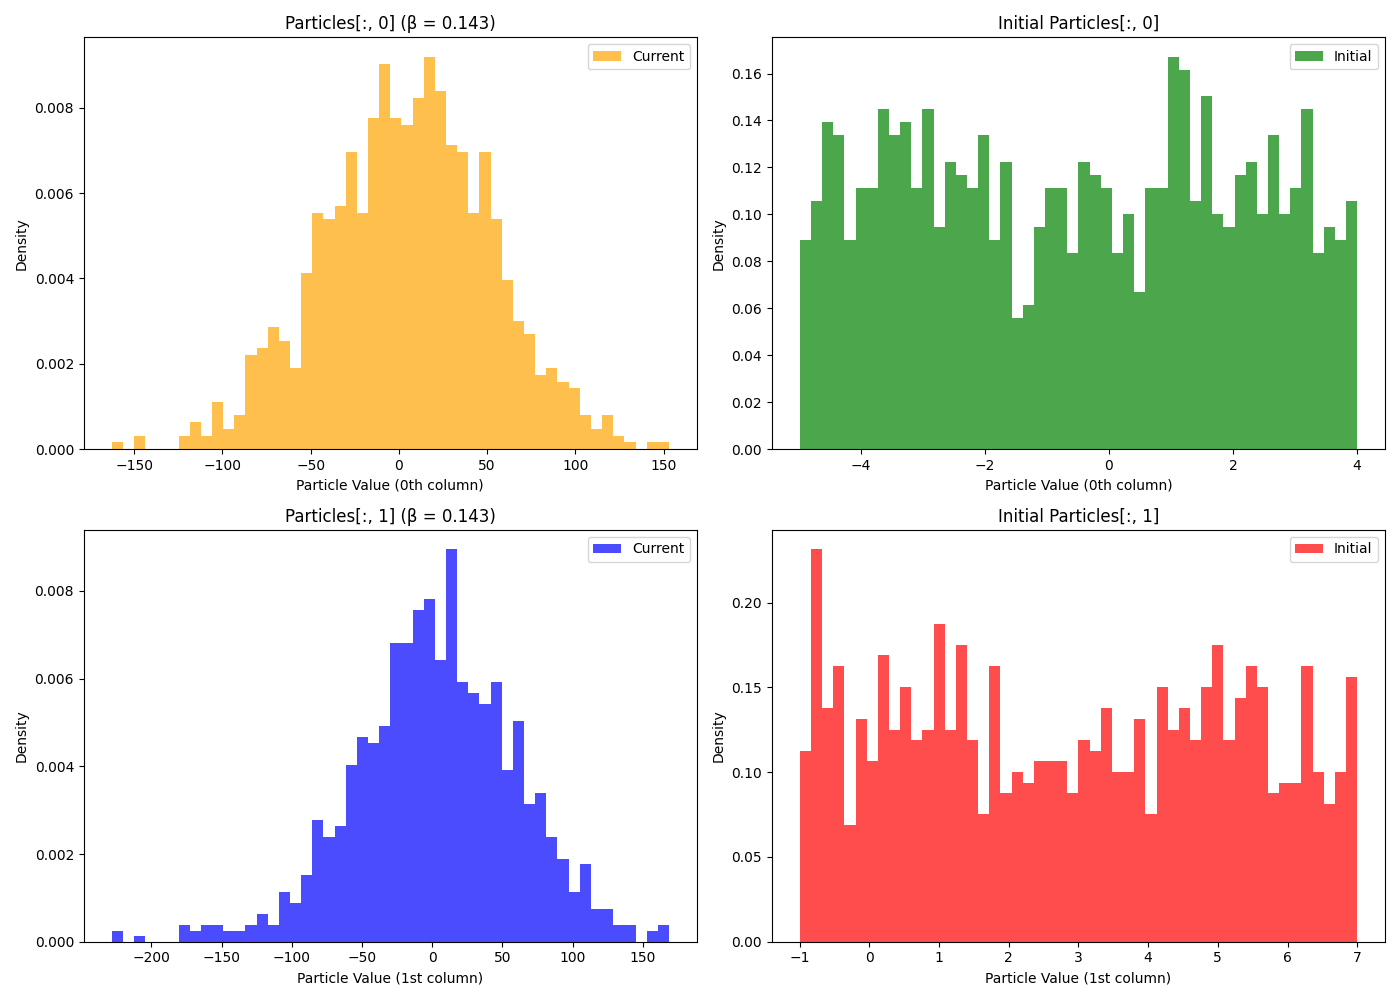 Particles[:, 0] (β = 0.143)
Current
0.008
0.006
0.004
0.002
0.000
Density
−150 −100 −50 0 50 100 150
Particle Value (0th column)
Initial Particles[:, 0]
Initial
0.16
0.14
0.12
0.10
0.08
0.06
0.04
0.02
0.00
Density
−4 −2 0 2 4
Particle Value (0th column)
Particles[:, 1] (β = 0.143)
Current
0.008
0.006
0.004
0.002
0.000
Density
−200 −150 −100 −50 0 50 100 150
Particle Value (1st column)
Initial Particles[:, 1]
Initial
0.20
0.15
0.10
0.05
0.00
Density
−1 0 1 2 3 4 5 6 7
Particle Value (1st column)